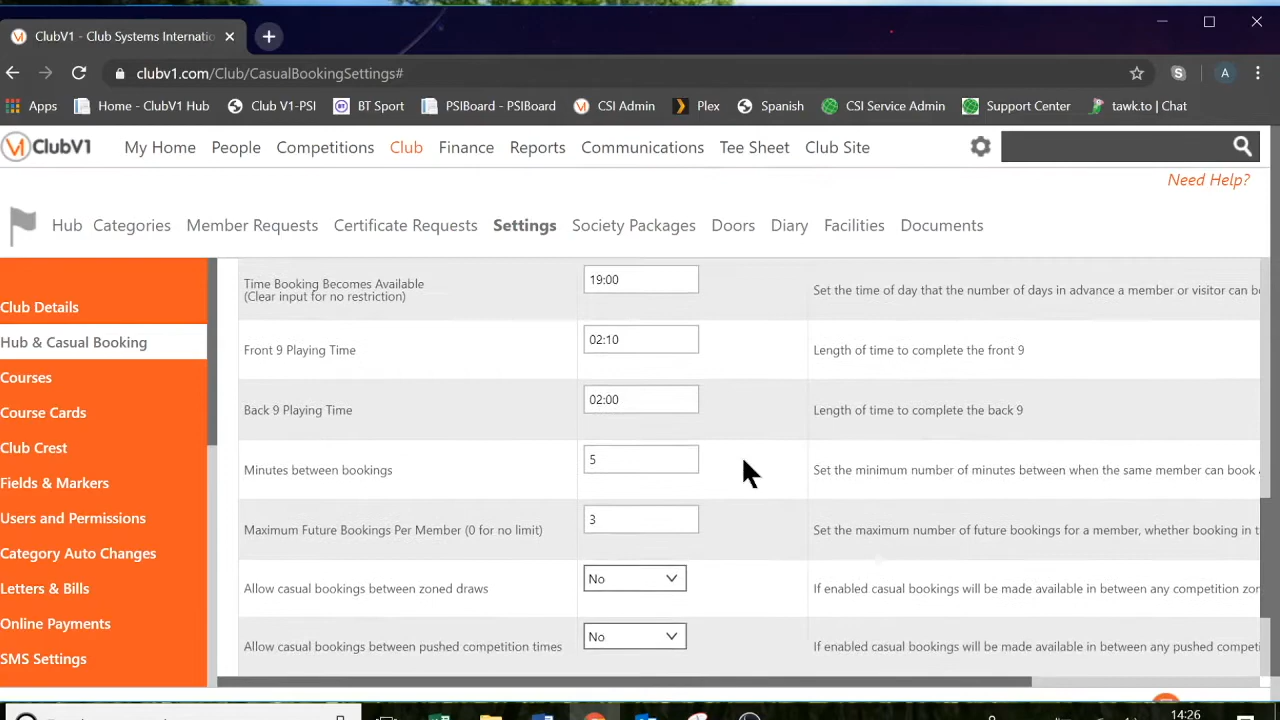 ClubV1 - Club Systems Internatio
clubv1.com/Club/CasualBookingSettings#
A
Apps Home - ClubV1 Hub Club V1-PSI BT Sport PSIBoard - PSIBoard CSI Admin Plex Spanish CSI Service Admin Support Center tawk.to | Chat
ClubV1 My Home People Competitions Club Finance Reports Communications Tee Sheet Club Site
Need Help?
Hub Categories Member Requests Certificate Requests Settings Society Packages Doors Diary Facilities Documents
Club Details
Hub & Casual Booking
Courses
Course Cards
Club Crest
Fields & Markers
Users and Permissions
Category Auto Changes
Letters & Bills
Online Payments
SMS Settings
Time Booking Becomes Available
(Clear input for no restriction)
19:00
Set the time of day that the number of days in advance a member or visitor can be
Front 9 Playing Time
02:10
Length of time to complete the front 9
Back 9 Playing Time
02:00
Length of time to complete the back 9
Minutes between bookings
5
Set the minimum number of minutes between when the same member can book
Maximum Future Bookings Per Member (0 for no limit)
3
Set the maximum number of future bookings for a member, whether booking in t
Allow casual bookings between zoned draws
No
If enabled casual bookings will be made available in between any competition zor
Allow casual bookings between pushed competition times
No
If enabled casual bookings will be made available in between any pushed competi
14:26